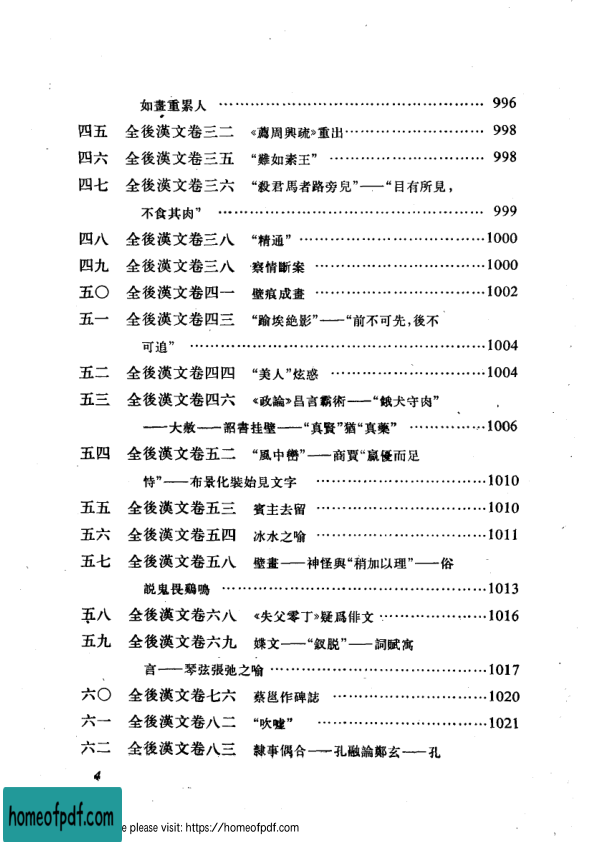 如畫重累人 …… 996
四五 全後漢文卷三二 《薦周興疏》重出 …… 998
四六 全後漢文卷三五 “雖如素王” …… 998
四七 全後漢文卷三六 “殺君馬者路旁兒”——“目有所見，
不食其肉” …… 999
四八 全後漢文卷三八 “精通” …… 1000
四九 全後漢文卷三八 察情斷案 …… 1000
五〇 全後漢文卷四一 壁痕成畫 …… 1002
五一 全後漢文卷四三 “踰埃絶影”——“前不可先，後不
可追” …… 1004
五二 全後漢文卷四四 “美人”炫惑 …… 1004
五三 全後漢文卷四六 《政論》昌言霸術——“餓犬守肉”
——大赦——詔書挂壁——“真賢”猶“真藥” …… 1006
五四 全後漢文卷五二 “風中巒”——商賈“贏優而足
恃”——布景化裝始見文字 …… 1010
五五 全後漢文卷五三 賓主去留 …… 1010
五六 全後漢文卷五四 冰水之喻 …… 1011
五七 全後漢文卷五八 壁畫——神怪與“稍加以理”——俗
説鬼畏鷄鳴 …… 1013
五八 全後漢文卷六八 《失父零丁》疑爲俳文 …… 1016
五九 全後漢文卷六九 媟文——“釵脱”——詞賦寓
言——琴弦張弛之喻 …… 1017
六〇 全後漢文卷七六 蔡邕作碑誌 …… 1020
六一 全後漢文卷八二 “吹噓” …… 1021
六二 全後漢文卷八三 隸事偶合——孔融論鄭玄——孔
4
homeofpdf.com
e please visit: https://homeofpdf.com